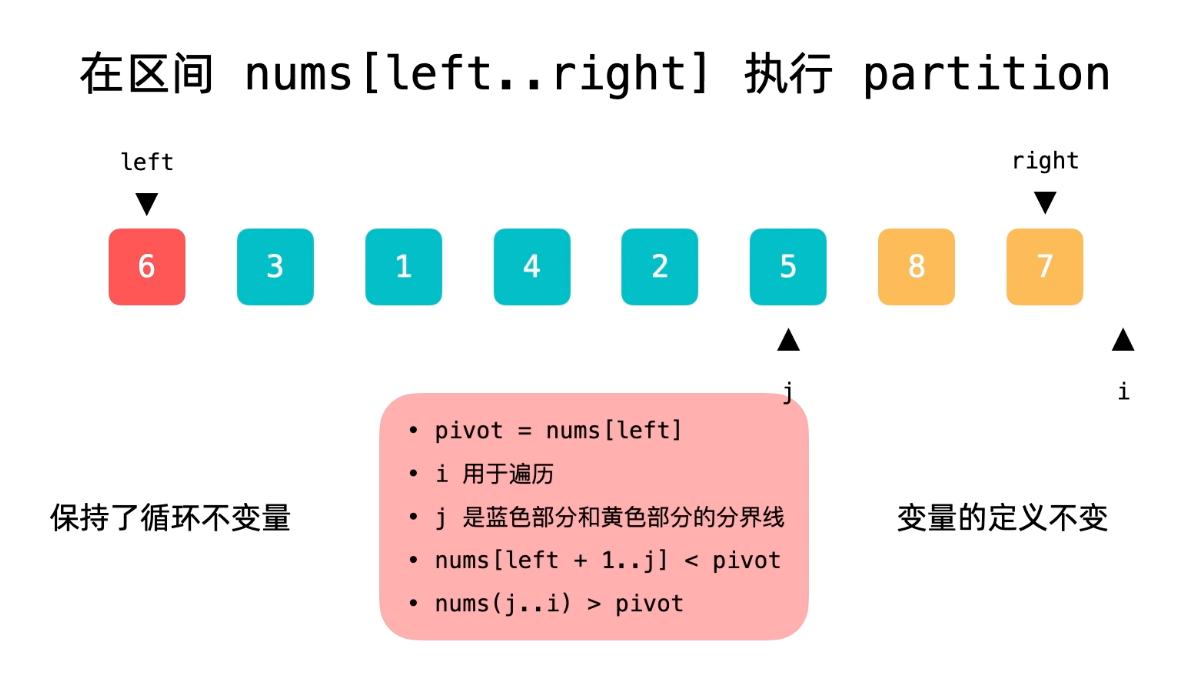 在区间 nums[left..right] 执行 partition
left
right
6 3 1 4 2 5 8 7
j
i
• pivot = nums[left]
• i 用于遍历
• j 是蓝色部分和黄色部分的分界线
• nums[left + 1..j] < pivot
• nums(j..i) > pivot
保持了循环不变量
变量的定义不变